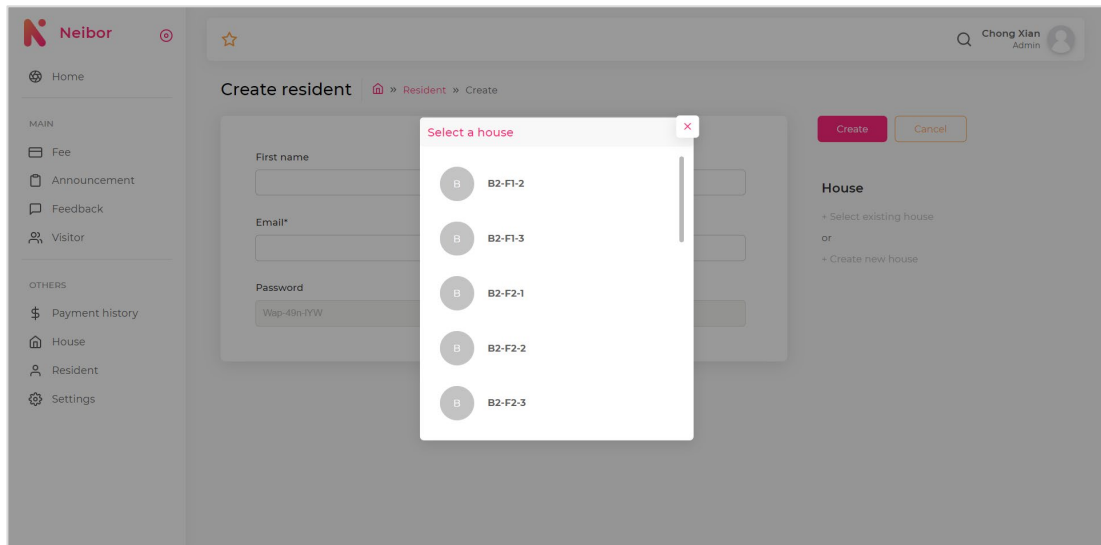 Neibor
Home
MAIN
Fee
Announcement
Feedback
Visitor
OTHERS
Payment history
House
Resident
Settings
Chong Xian
Admin
Create resident
» Resident » Create
First name
Email*
Password
Wap-49n-IYW
Select a house
B B2-F1-2
B B2-F1-3
B B2-F2-1
B B2-F2-2
B B2-F2-3
Create Cancel
House
+ Select existing house
or
+ Create new house